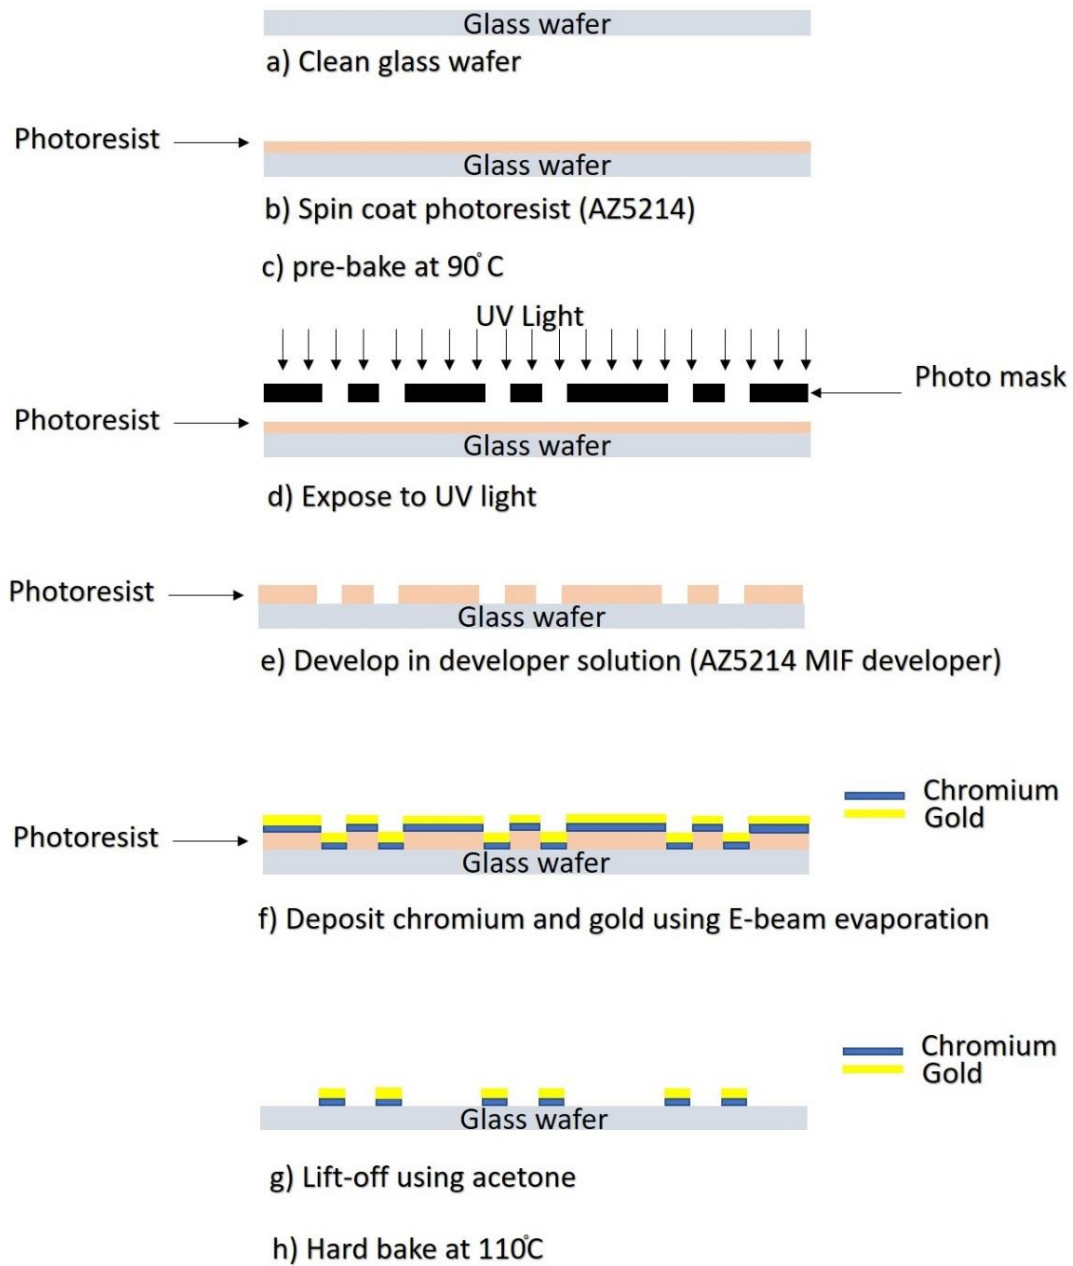 Glass wafer
a) Clean glass wafer
Photoresist
Glass wafer
b) Spin coat photoresist (AZ5214)
c) pre-bake at 90°C
UV Light
Photo mask
Photoresist
Glass wafer
d) Expose to UV light
Photoresist
Glass wafer
e) Develop in developer solution (AZ5214 MIF developer)
Chromium
Gold
Photoresist
Glass wafer
f) Deposit chromium and gold using E-beam evaporation
Chromium
Gold
Glass wafer
g) Lift-off using acetone
h) Hard bake at 110°C